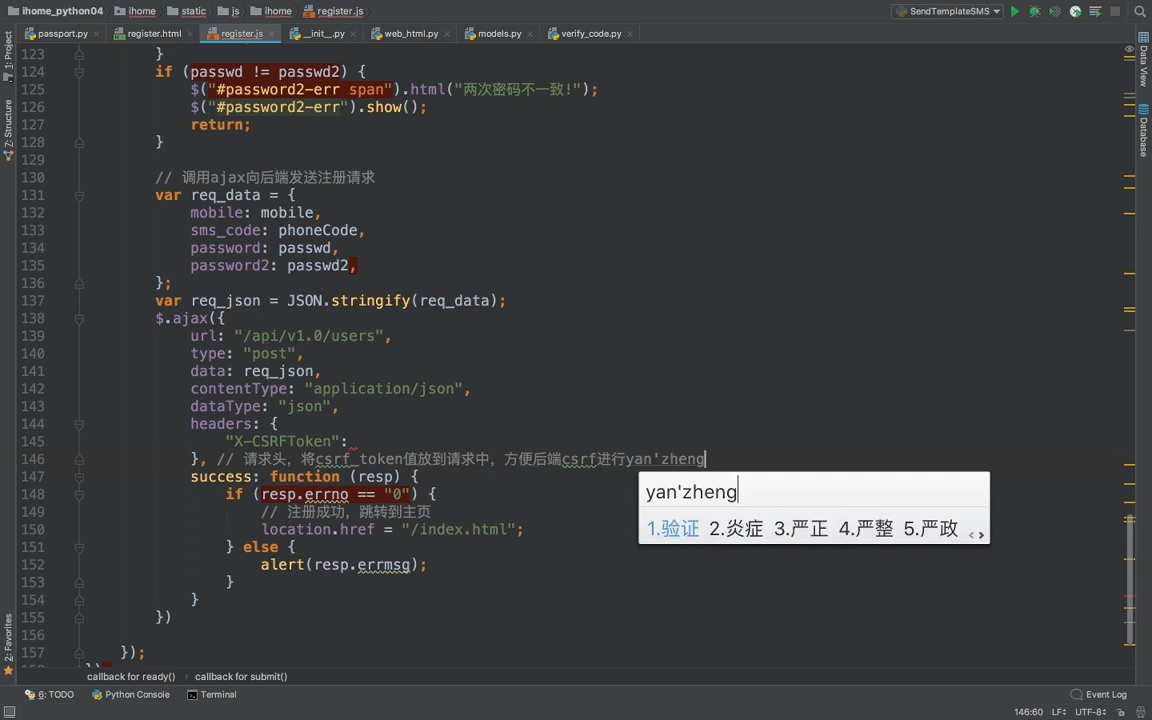 ihome_python04 ihome static js ihome register.js SendTemplateSMS
passport.py register.html register.js __init__.py web_html.py models.py verify_code.py
1: Project
7: Structure
2: Favorites
Data View
Database
123 }
124 if (passwd != passwd2) {
125 $("#password2-err span").html("两次密码不一致!");
126 $("#password2-err").show();
127 return;
128 }
129
130 // 调用ajax向后端发送注册请求
131 var req_data = {
132 mobile: mobile,
133 sms_code: phoneCode,
134 password: passwd,
135 password2: passwd2,
136 };
137 var req_json = JSON.stringify(req_data);
138 $.ajax({
139 url: "/api/v1.0/users",
140 type: "post",
141 data: req_json,
142 contentType: "application/json",
143 dataType: "json",
144 headers: {
145 "X-CSRFToken":
146 }, // 请求头，将csrf_token值放到请求中，方便后端csrf进行yan'zheng
147 success: function (resp) {
148 if (resp.errno == "0") {
149 // 注册成功，跳转到主页
150 location.href = "/index.html";
151 } else {
152 alert(resp.errmsg);
153 }
154 }
155 })
156
157 });
yan'zheng
1.验证 2.炎症 3.严正 4.严整 5.严政
callback for ready() callback for submit()
6: TODO Python Console Terminal Event Log
146:60 LF UTF-8